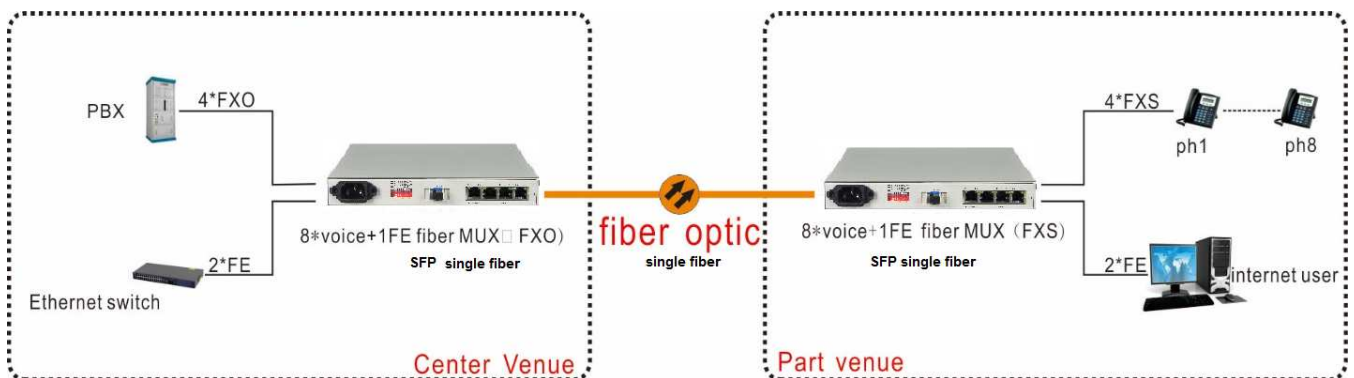 PBX
4*FXO
8*voice+1FE fiber MUX□ FXO)
SFP single fiber
2*FE
Ethernet switch
Center Venue
fiber optic
single fiber
4*FXS
ph1
ph8
8*voice+1FE fiber MUX（FXS）
SFP single fiber
2*FE
internet user
Part venue